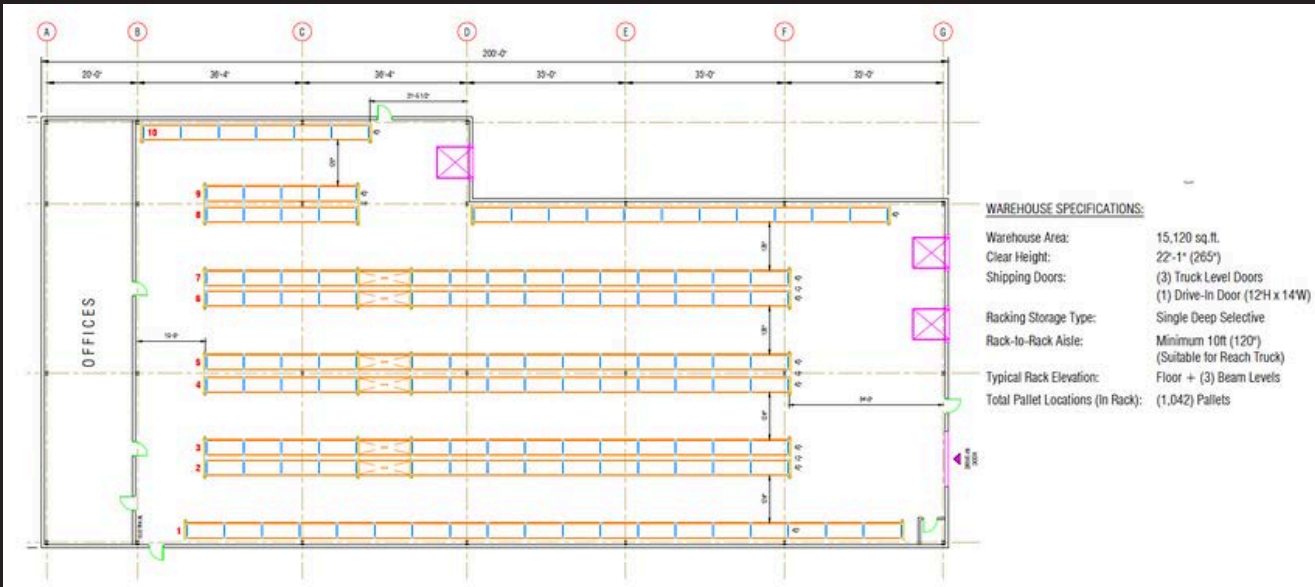 A B C D E F G
200'-0"
20'-0" 36'-4" 36'-4" 35'-0" 35'-0" 35'-0"
10
9
8
7
6
OFFICES
5
4
3
2
1
WAREHOUSE SPECIFICATIONS:
Warehouse Area: 15,120 sq.ft.
Clear Height: 22'-1" (265")
Shipping Doors: (3) Truck Level Doors
(1) Drive-In Door (12'H x 14'W)
Racking Storage Type: Single Deep Selective
Rack-to-Rack Aisle: Minimum 10ft (120")
(Suitable for Reach Truck)
Typical Rack Elevation: Floor + (3) Beam Levels
Total Pallet Locations (In Rack): (1,042) Pallets